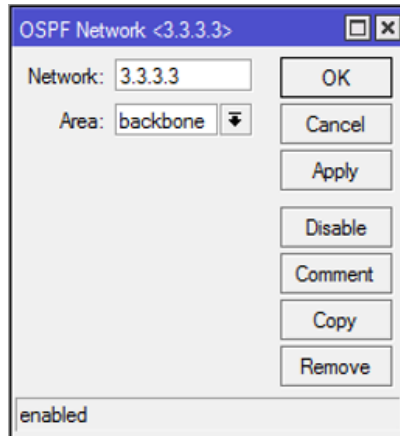 OSPF Network <3.3.3.3>
Network: 3.3.3.3
OK
Area: backbone
Cancel
Apply
Disable
Comment
Copy
Remove
enabled